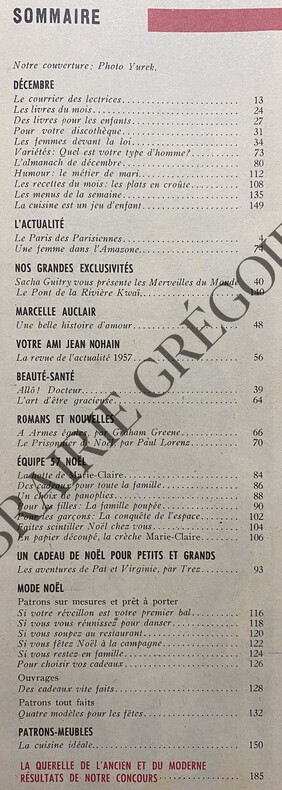 SOMMAIRE
Notre couverture: Photo Yurek.
DÉCEMBRE
Le courrier des lectrices 13
Les livres du mois 24
Des livres pour les enfants 27
Pour votre discothèque 31
Les femmes devant la loi 34
Variétés: Quel est votre type d'homme? 73
L'almanach de décembre 80
Humour: le métier de mari 112
Les recettes du mois: les plats en croûte 108
Les menus de la semaine 135
La cuisine est un jeu d'enfant 149
L'ACTUALITÉ
Le Paris des Parisiennes 4
Une femme dans l'Amazone 74
NOS GRANDES EXCLUSIVITÉS
Sacha Guitry vous présente les Merveilles du Monde 40
Le Pont de la Rivière Kwaï 140
MARCELLE AUCLAIR
Une belle histoire d'amour 48
VOTRE AMI JEAN NOHAIN
La revue de l'actualité 1957 56
BEAUTÉ-SANTÉ
Allô! Docteur 39
L'art d'être gracieuse 64
ROMANS ET NOUVELLES
A Armes égales, par Graham Greene 66
Le Prisonnier de Noël, par Paul Lorenz 70
ÉQUIPE 57 NOËL
La hotte de Marie-Claire 84
Des cadeaux pour toute la famille 86
Un choix de panoplies 88
Pour les filles: La famille poupée 90
Pour les garçons: La conquête de l'espace 102
Faites scintiller Noël chez vous 104
En papier découpé, la crèche Marie-Claire 106
UN CADEAU DE NOËL POUR PETITS ET GRANDS
Les aventures de Pat et Virginie, par Trez 93
MODE NOËL
Patrons sur mesures et prêt à porter
Si votre réveillon est votre premier bal 116
Si vous vous réunissez pour danser 118
Si vous soupez au restaurant 120
Si vous fêtez Noël à la campagne 122
Si vous restez en famille 124
Pour choisir vos cadeaux 126
Ouvrages
Des cadeaux vite faits 128
Patrons tout faits
Quatre modèles pour les fêtes 132
PATRONS-MEUBLES
La cuisine idéale 150
LA QUERELLE DE L'ANCIEN ET DU MODERNE
RÉSULTATS DE NOTRE CONCOURS 185
LIBRAIRIE GRÉGOIRE